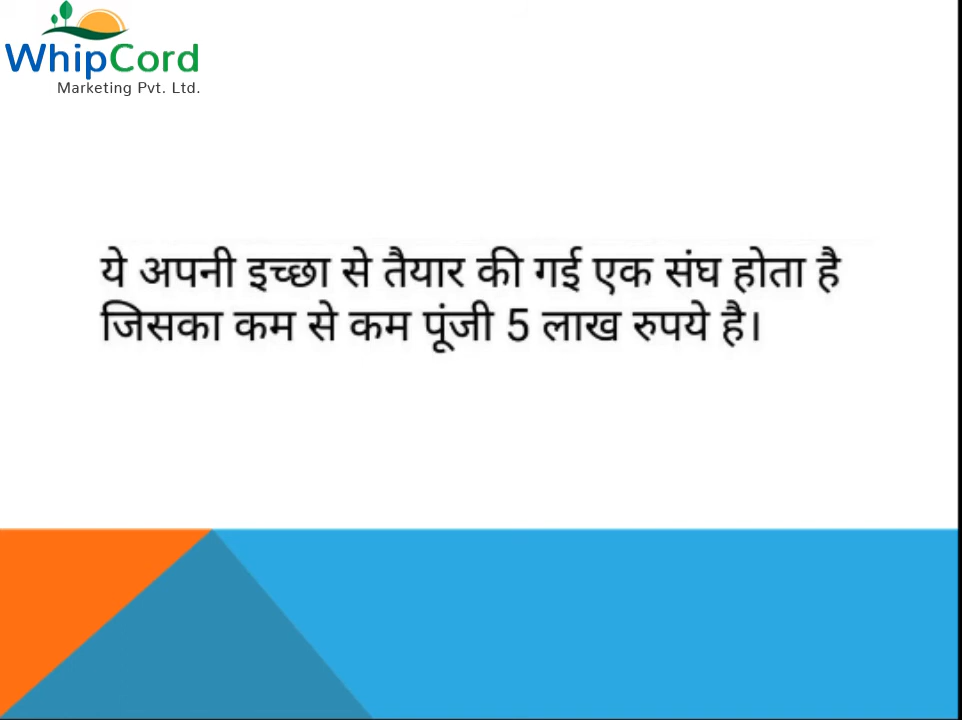 WhipCord
Marketing Pvt. Ltd.
ये अपनी इच्छा से तैयार की गई एक संघ होता है
जिसका कम से कम पूंजी 5 लाख रुपये है।